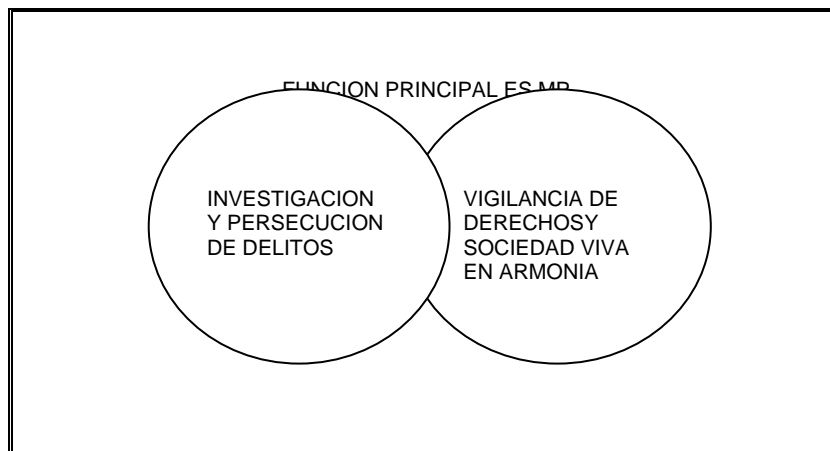 FUNCION PRINCIPAL ES MP
INVESTIGACION
Y PERSECUCION
DE DELITOS
VIGILANCIA DE
DERECHOSY
SOCIEDAD VIVA
EN ARMONIA